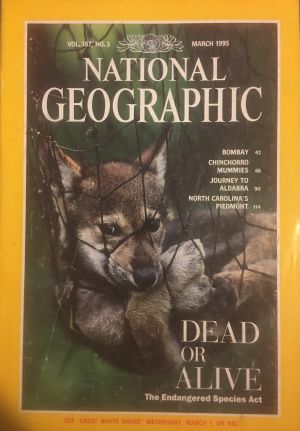 VOL. 187, NO. 3 MARCH 1995
NATIONAL
GEOGRAPHIC
BOMBAY 42
CHINCHORRO
MUMMIES 68
JOURNEY TO
ALDABRA 90
NORTH CAROLINA'S
PIEDMONT 114
DEAD
OR
ALIVE
The Endangered Species Act
SEE "GREAT WHITE SHARK" WEDNESDAY, MARCH 1, ON NBC